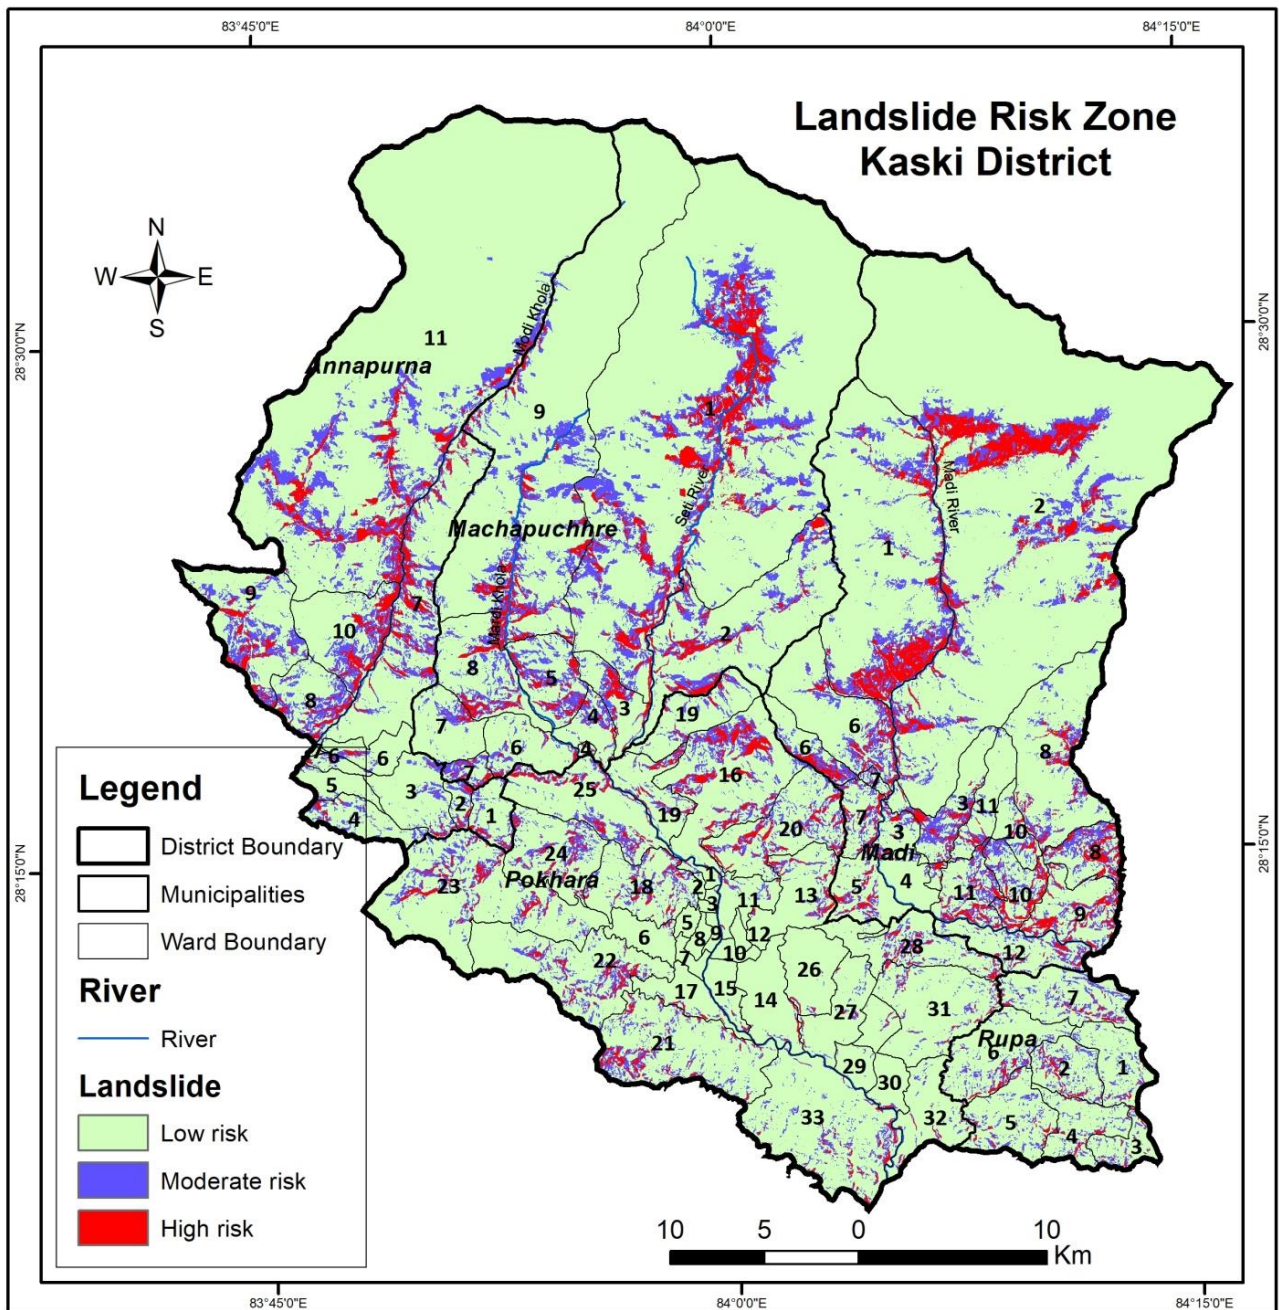 83°45'0"E
84°0'0"E
84°15'0"E
Landslide Risk Zone
Kaski District
N
W E
S
28°30'0"N
28°30'0"N
11
Annapurna
Modi Khola
9
1
Seti River
Madi River
2
Machapuchhre
1
9
7
10
Mardi Khola
2
8
5
8
4
3
19
7
6
6
4
6
8
7
6
6
7
16
7
5
3
25
2
1
4
19
20
7
3
3
11
10
28°15'0"N
28°15'0"N
Madi
8
24
Pokhara
23
18
1
2
3
11
13
5
4
11
10
9
5
8
9
12
6
10
28
12
7
22
26
17
15
14
27
31
7
21
Rupa
6
29
30
2
1
33
32
5
4
3
Legend
District Boundary
Municipalities
Ward Boundary
River
River
Landslide
Low risk
Moderate risk
High risk
10 5 0 10
Km
83°45'0"E
84°0'0"E
84°15'0"E